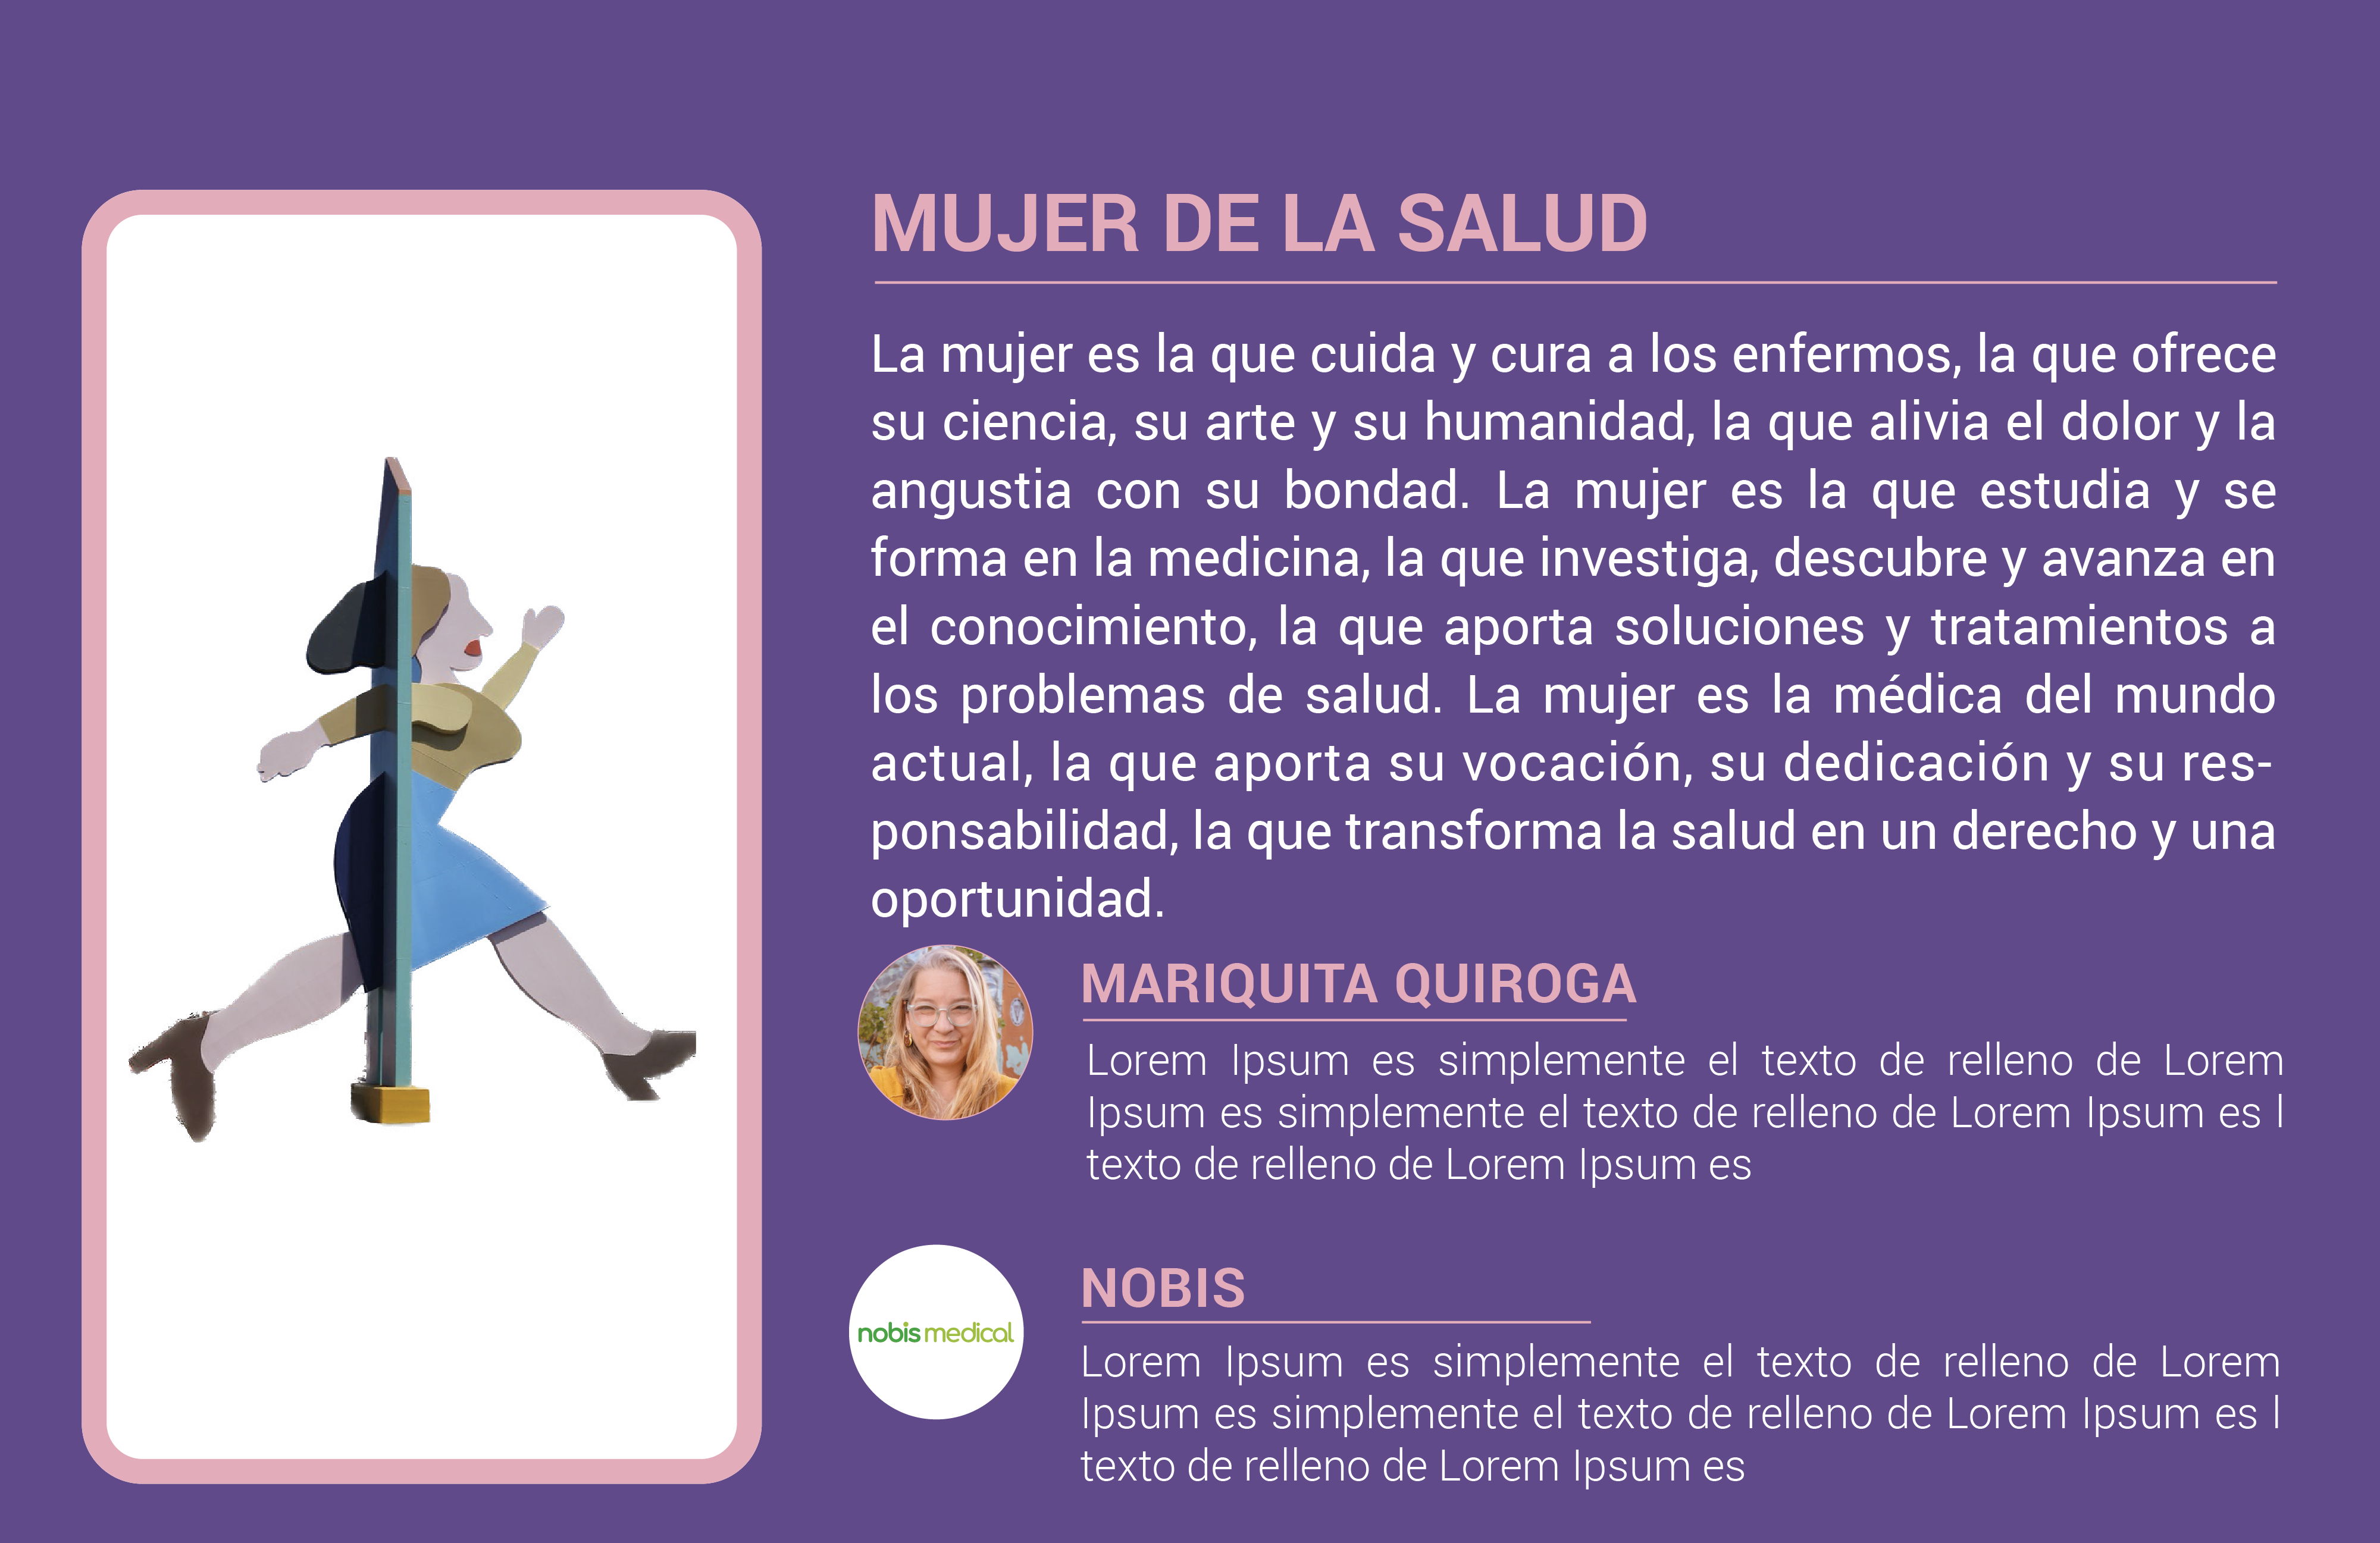 MUJER DE LA SALUD
La mujer es la que cuida y cura a los enfermos, la que ofrece
su ciencia, su arte y su humanidad, la que alivia el dolor y la
angustia con su bondad. La mujer es la que estudia y se
forma en la medicina, la que investiga, descubre y avanza en
el conocimiento, la que aporta soluciones y tratamientos a
los problemas de salud. La mujer es la médica del mundo
actual, la que aporta su vocación, su dedicación y su res-
ponsabilidad, la que transforma la salud en un derecho y una
oportunidad.
MARIQUITA QUIROGA
Lorem Ipsum es simplemente el texto de relleno de Lorem
Ipsum es simplemente el texto de relleno de Lorem Ipsum es l
texto de relleno de Lorem Ipsum es
nobis medical
NOBIS
Lorem Ipsum es simplemente el texto de relleno de Lorem
Ipsum es simplemente el texto de relleno de Lorem Ipsum es l
texto de relleno de Lorem Ipsum es